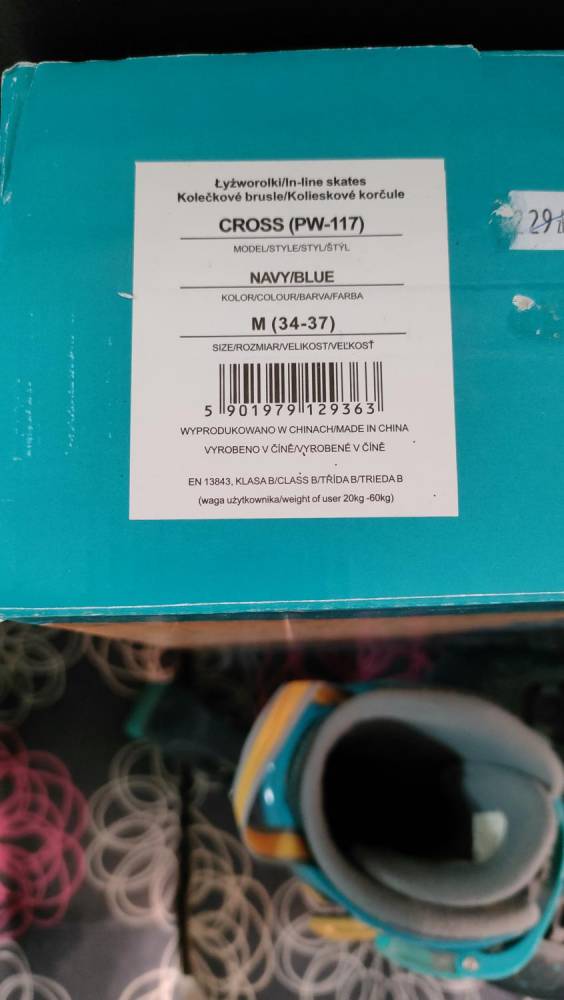 Łyżworolki/In-line skates
Kolečkové brusle/Kolieskové korčule
CROSS (PW-117)
MODEL/STYLE/STYL/ŠTÝL
NAVY/BLUE
KOLOR/COLOUR/BARVA/FARBA
M (34-37)
SIZE/ROZMIAR/VELIKOST/VEĽKOSŤ
5 901979 129363
WYPRODUKOWANO W CHINACH/MADE IN CHINA
VYROBENO V ČÍNĚ/VYROBENÉ V ČÍNĚ
EN 13843, KLASA B/CLASS B/TŘÍDA B/TRIEDA B
(waga użytkownika/weight of user 20kg -60kg)